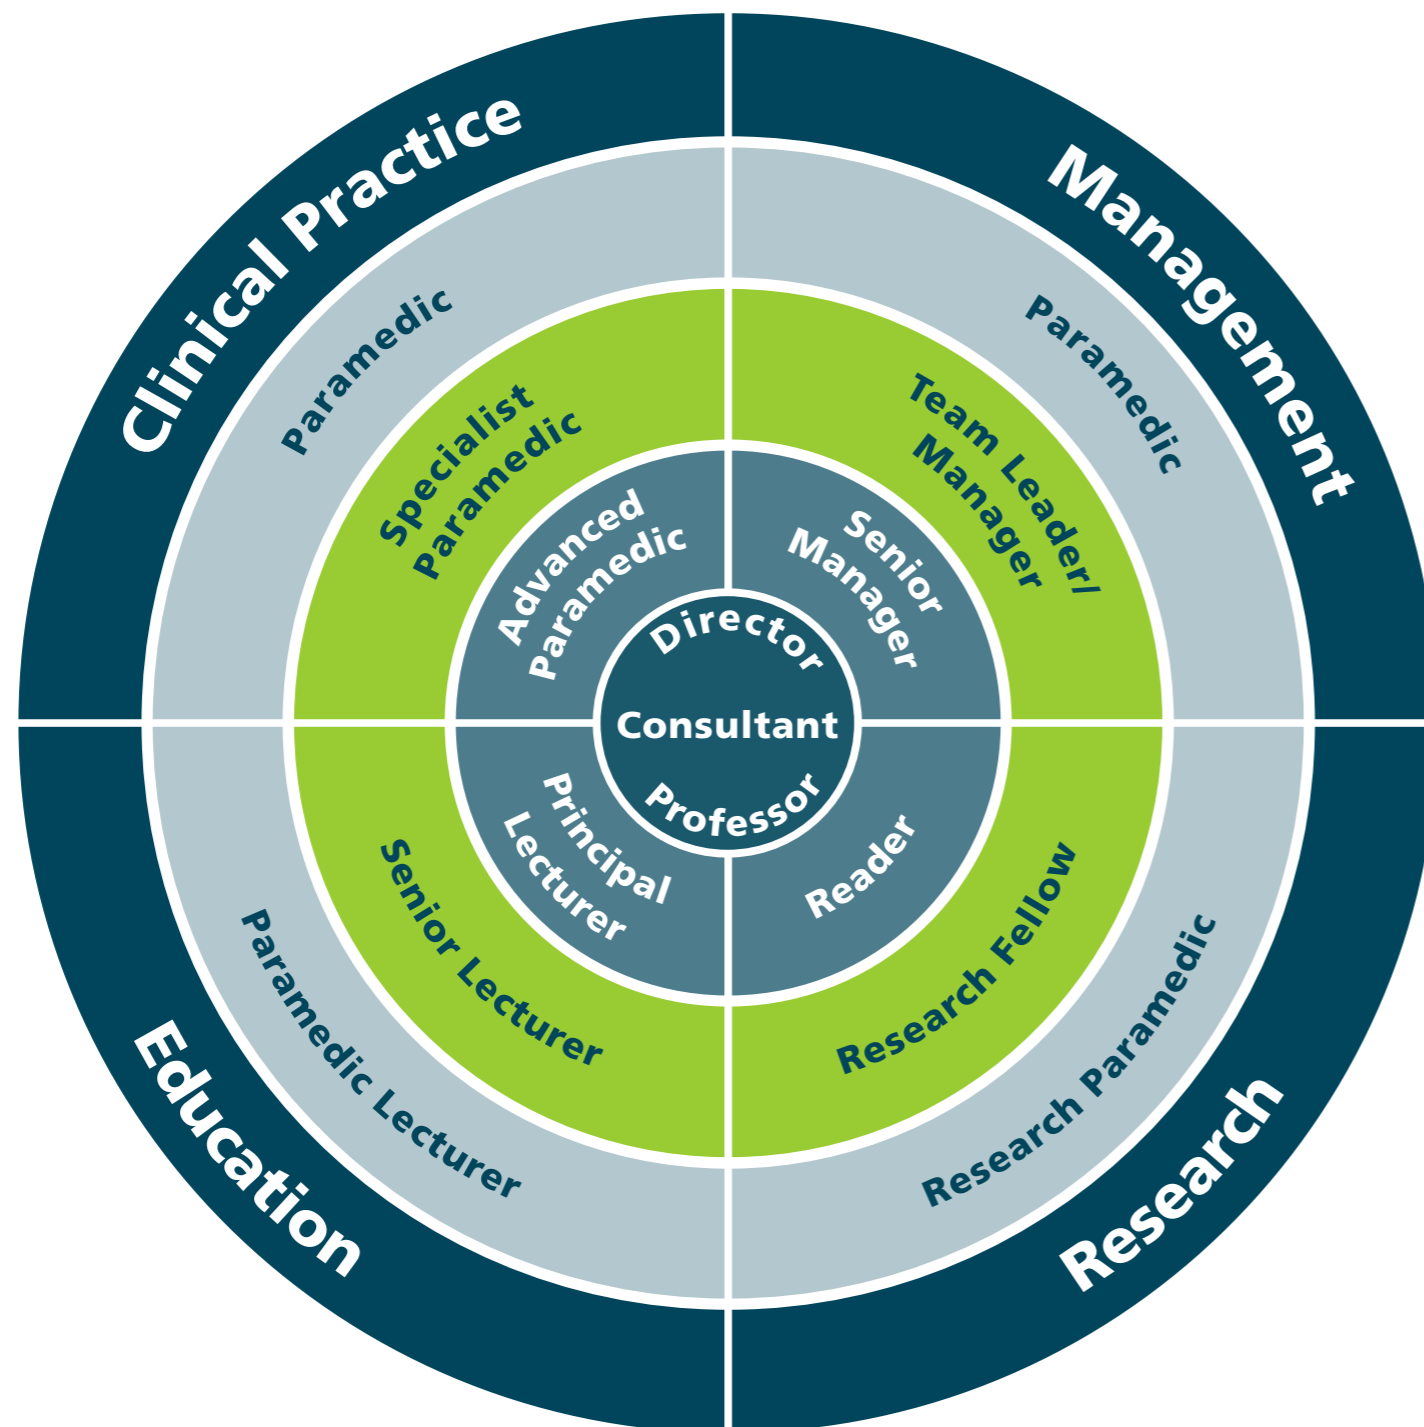 Clinical Practice
Management
Paramedic
Paramedic
Specialist
Paramedic
Team Leader/
Manager
Advanced
Paramedic
Senior
Manager
Director
Consultant
Professor
Principal
Lecturer
Reader
Senior Lecturer
Research Fellow
Paramedic Lecturer
Research Paramedic
Education
Research